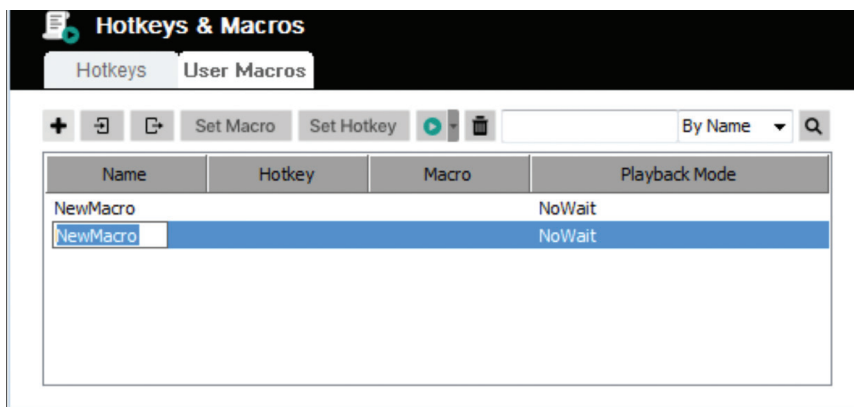 Hotkeys & Macros
Hotkeys User Macros
Set Macro Set Hotkey By Name
Name Hotkey Macro Playback Mode
NewMacro NoWait
NewMacro NoWait